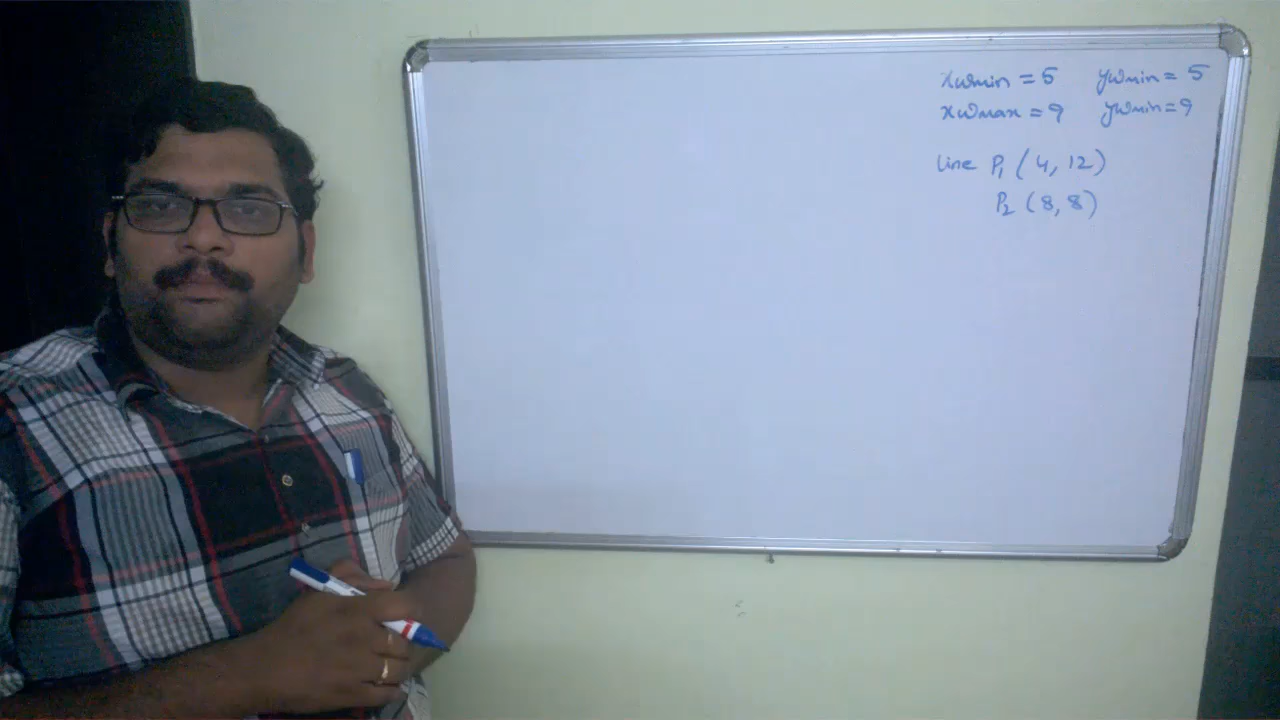 xwmin = 5 ywmin = 5
xwmax = 9 ywmin = 9
Line P1 (4, 12)
P2 (8, 8)